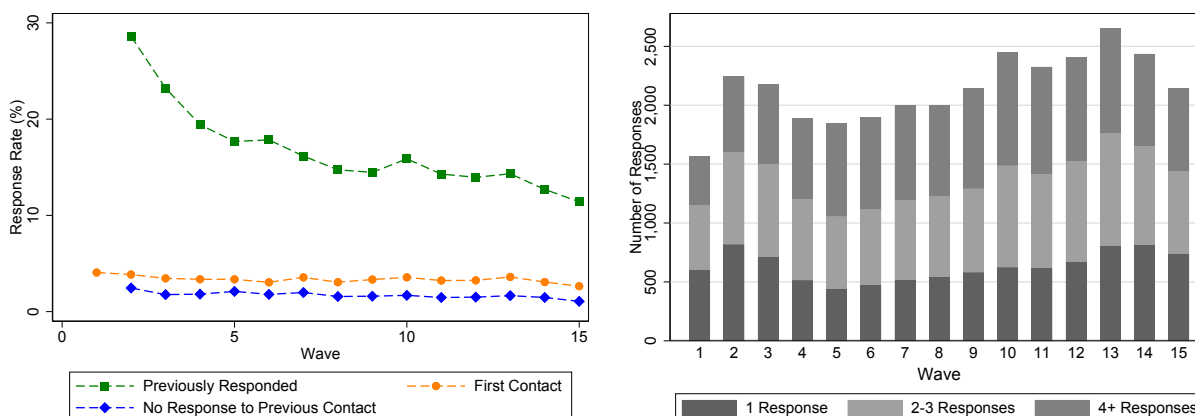 Response Rate (%)
30
20
10
0
0 5 10 15
Wave
Previously Responded
First Contact
No Response to Previous Contact
Number of Responses
2,500
2,000
1,500
1,000
500
0
1 2 3 4 5 6 7 8 9 10 11 12 13 14 15
Wave
1 Response
2-3 Responses
4+ Responses